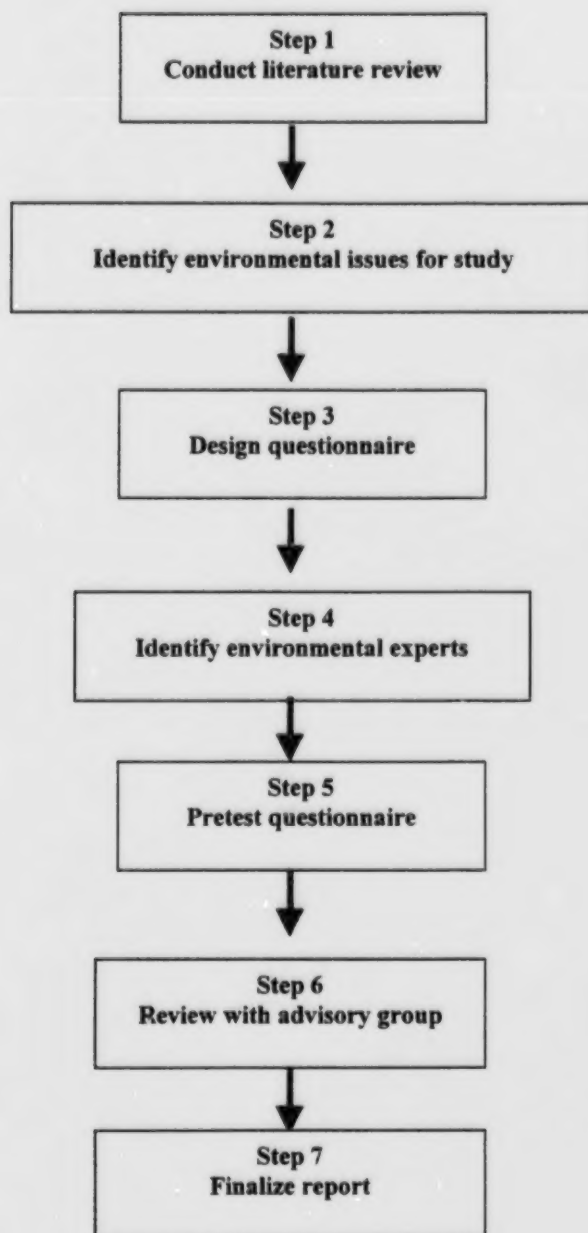 Step 1
Conduct literature review
Step 2
Identify environmental issues for study
Step 3
Design questionnaire
Step 4
Identify environmental experts
Step 5
Pretest questionnaire
Step 6
Review with advisory group
Step 7
Finalize report